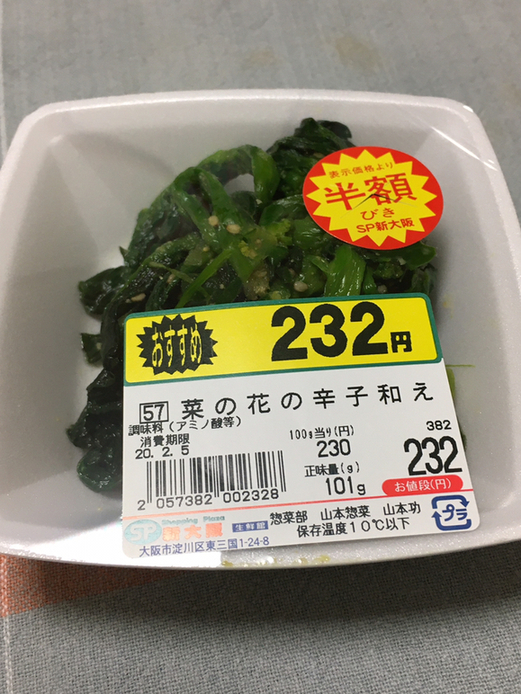 表示価格より
半額
びき
SP新大阪
おすすめ
232円
57 菜の花の辛子和え
調味料(アミノ酸等)
382
消費期限
20. 2. 5
100g当り(円)
230
正味量(g)
101g
232
お値段(円)
2 057382 002328
惣菜部 山本惣菜 山本功
保存温度10℃以下
プラ
Shopping Plaza
SP 新大阪 生鮮館
大阪市淀川区東三国1-24-8